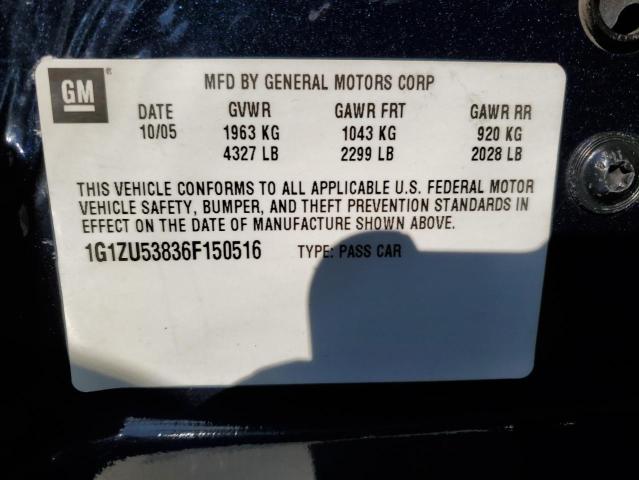 GM ® MFD BY GENERAL MOTORS CORP
DATE GVWR GAWR FRT GAWR RR
10/05 1963 KG 1043 KG 920 KG
4327 LB 2299 LB 2028 LB
THIS VEHICLE CONFORMS TO ALL APPLICABLE U.S. FEDERAL MOTOR
VEHICLE SAFETY, BUMPER, AND THEFT PREVENTION STANDARDS IN
EFFECT ON THE DATE OF MANUFACTURE SHOWN ABOVE.
1G1ZU53836F150516 TYPE: PASS CAR